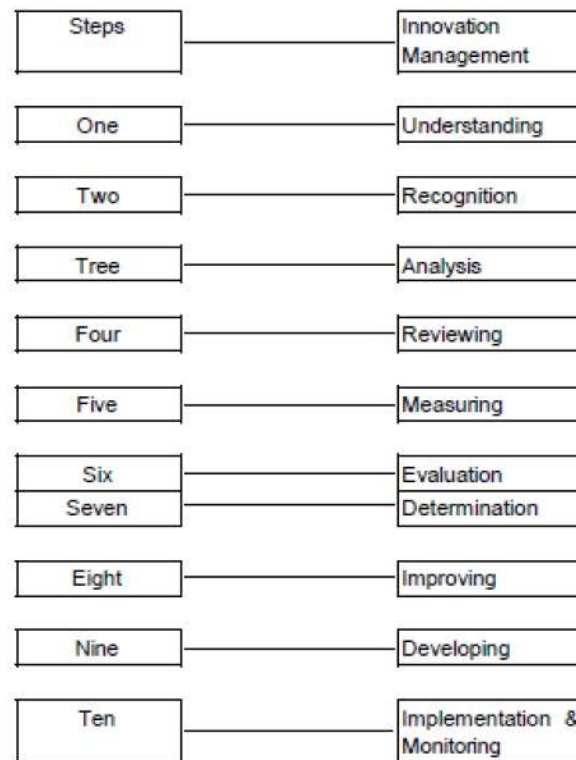 Steps Innovation
Management
One Understanding
Two Recognition
Tree Analysis
Four Reviewing
Five Measuring
Six Evaluation
Seven Determination
Eight Improving
Nine Developing
Ten Implementation &
Monitoring